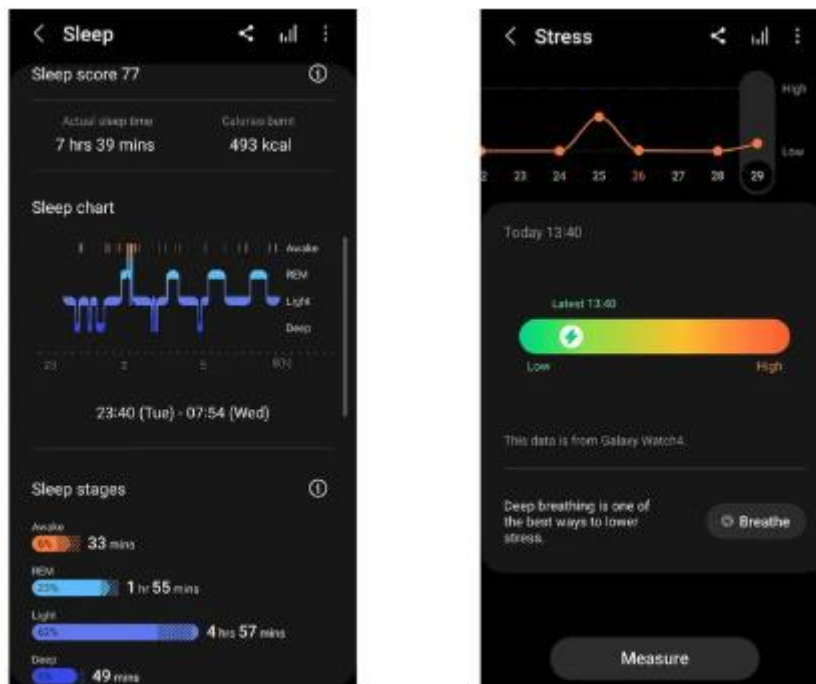 Sleep
Sleep score 77
Actual sleep time
Calories burnt
7 hrs 39 mins
493 kcal
Sleep chart
Awake
REM
Light
Deep
23
2
5
23:40 (Tue) - 07:54 (Wed)
Sleep stages
Awake
6%
33 mins
REM
23%
1 hr 55 mins
Light
4 hrs 57 mins
Deep
49 mins
Stress
High
Low
2 23 24 25 26 27 28 29
Today 13:40
Latest 13:40
Low
High
This data is from Galaxy Watch4.
Deep breathing is one of
the best ways to lower
stress.
Breathe
Measure